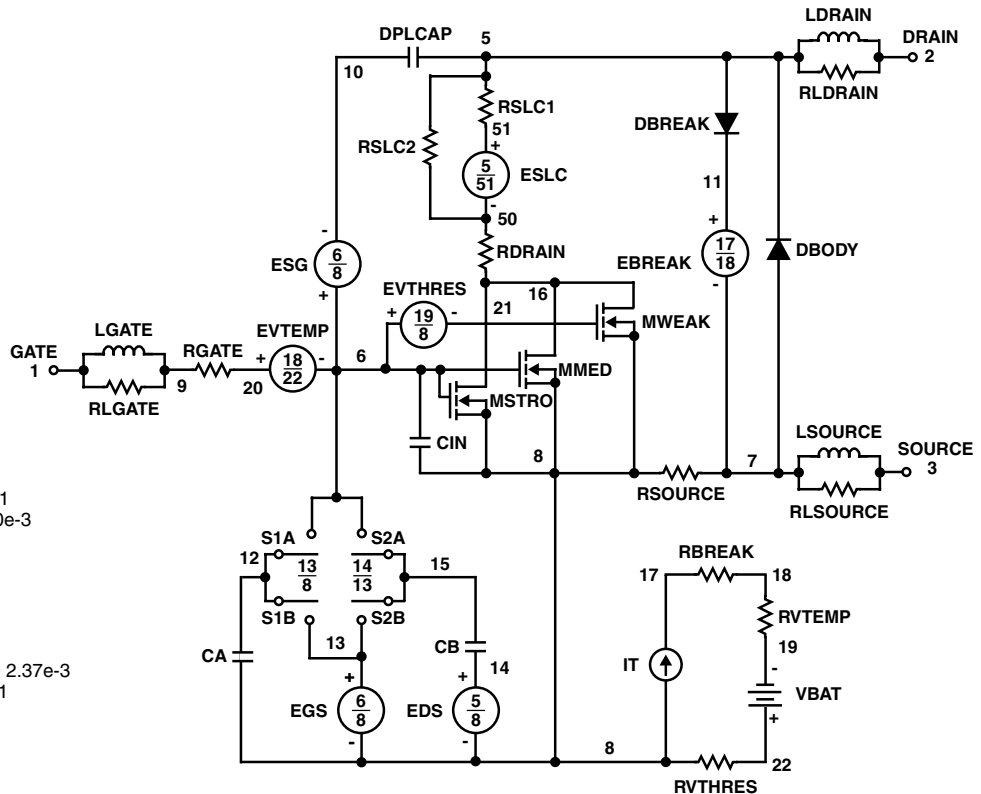 LDRAIN
DPLCAP 5 DRAIN
10 2
RSLC1 RLDRAIN
51 DBREAK
RSLC2 +
5
51 ESLC
11
- 50
- +
17
18
ESG 6
8 RDRAIN EBREAK DBODY
+ EVTHRES 16 -
+ 19
8 - 21 MWEAK
LGATE EVTEMP
GATE RGATE + 18
22 - 6
1 MMED
9 20 MSTRO
RLGATE
LSOURCE
CIN 8 7 SOURCE
3
RSOURCE
RLSOURCE
1
0e-3
S1A S2A RBREAK
12 13
8 14
13 15 17 18
S1B S2B RVTEMP
13 CB 19
CA 14 IT -
2.37e-3 + + VBAT
1
EGS 6
8 EDS 5
8 +
- - 8 22
RVTHRES